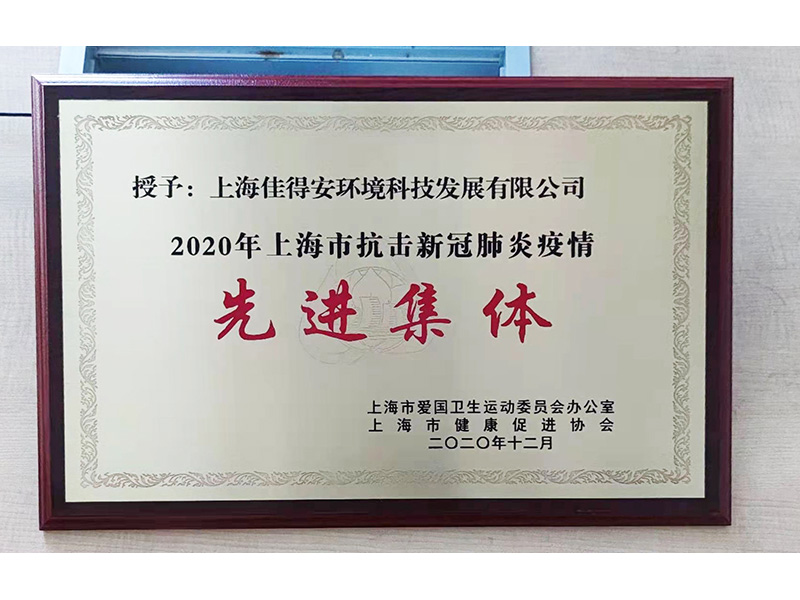 授予：上海佳得安环境科技发展有限公司
2020年上海市抗击新冠肺炎疫情
先进集体
上海市爱国卫生运动委员会办公室
上海市健康促进协会
二〇二〇年十二月